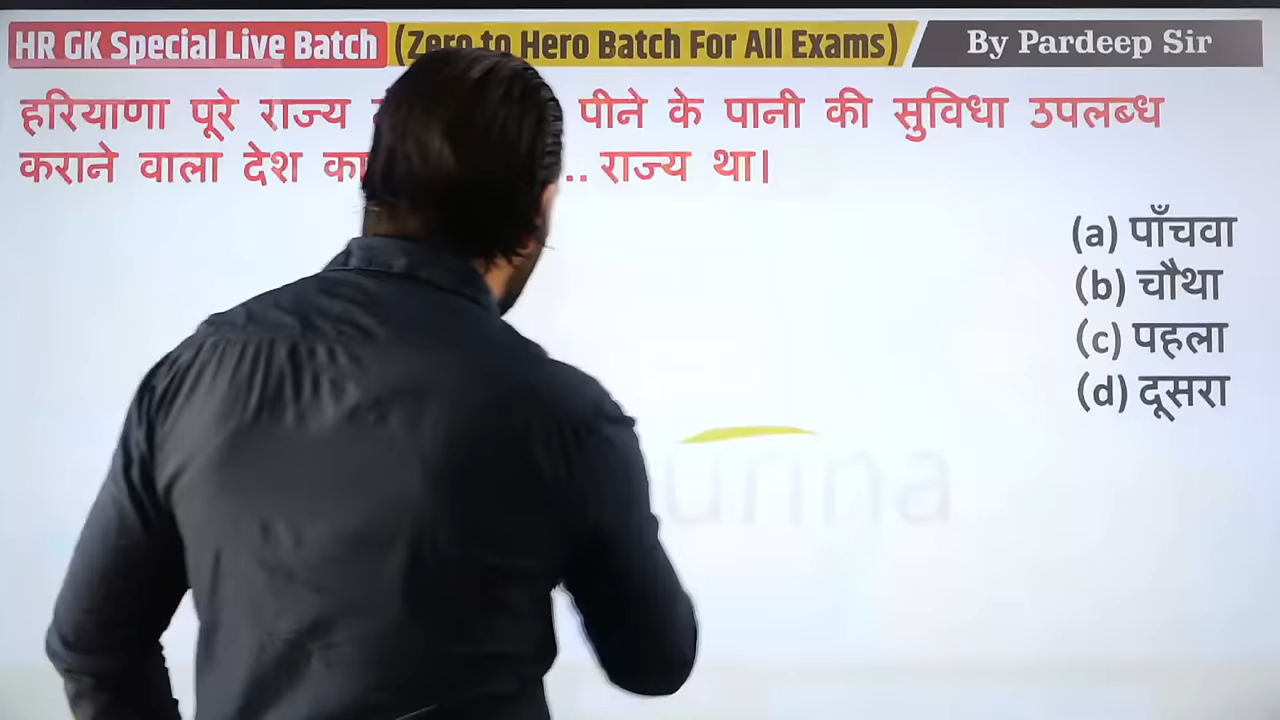 HR GK Special Live Batch (Zero to Hero Batch For All Exams) By Pardeep Sir
हरियाणा पूरे राज्य पीने के पानी की सुविधा उपलब्ध
कराने वाला देश का .. राज्य था।
(a) पाँचवा
(b) चौथा
(c) पहला
(d) दूसरा